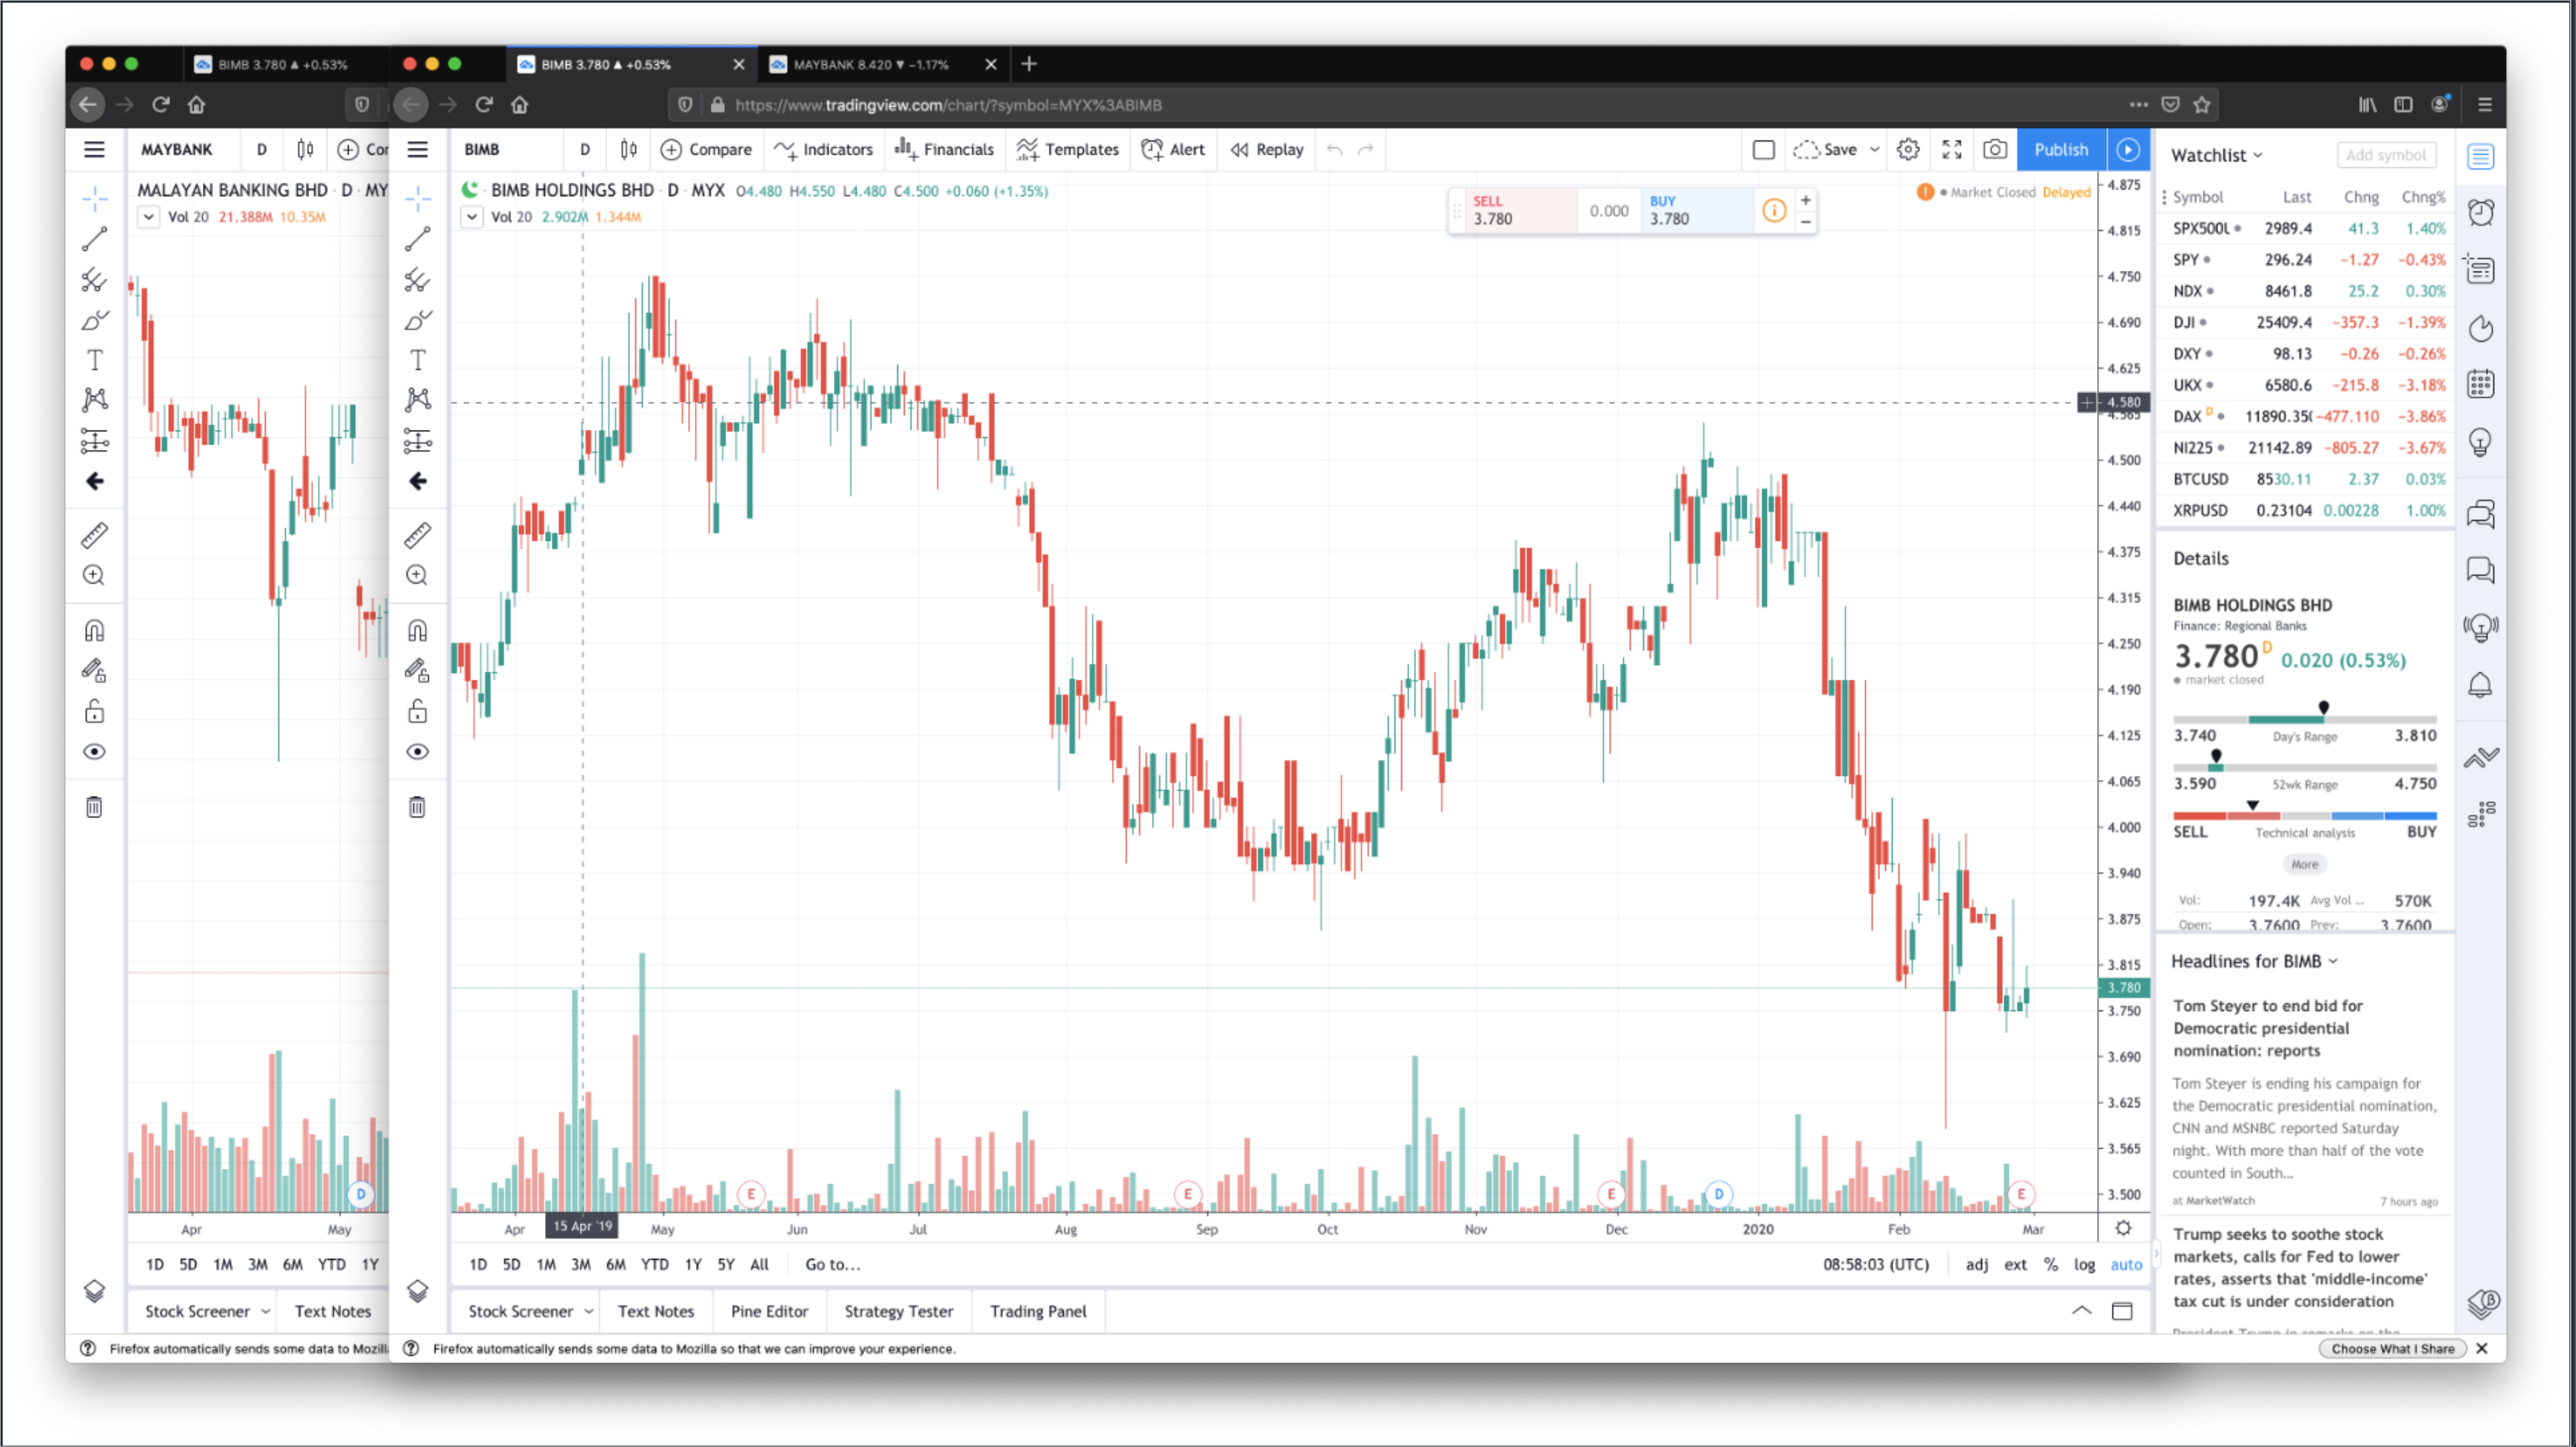 BIMB 3.780 ▲ +0.53%
BIMB 3.780 ▲ +0.53%
MAYBANK 8.420 ▼ −1.17%
https://www.tradingview.com/chart/?symbol=MYX%3ABIMB
MAYBANK D
MALAYAN BANKING BHD · D · MY
Vol 20 21.388M 10.35M
Apr May
1D 5D 1M 3M 6M YTD 1Y
Stock Screener Text Notes
Firefox automatically sends some data to
BIMB D Compare Indicators Financials Templates Alert Replay Save Publish
BIMB HOLDINGS BHD · D · MYX O4.480 H4.550 L4.480 C4.500 +0.060 (+1.35%)
Vol 20 2.902M 1.344M
SELL
3.780
0.000
BUY
3.780
Market Closed Delayed
4.875
4.815
4.750
4.690
4.625
4.580
4.500
4.440
4.375
4.315
4.250
4.190
4.125
4.065
4.000
3.940
3.875
3.815
3.780
3.750
3.690
3.625
3.565
3.500
E E E D E
D
Apr 15 Apr '19 May Jun Jul Aug Sep Oct Nov Dec 2020 Feb Mar
1D 5D 1M 3M 6M YTD 1Y 5Y All Go to...
08:58:03 (UTC) adj ext % log auto
Stock Screener Text Notes Pine Editor Strategy Tester Trading Panel
Firefox automatically sends some data to Mozilla so that we can improve your experience.
Choose What I Share
Watchlist
Add symbol
Symbol Last Chng Chng%
SPX500 2989.4 41.3 1.40%
SPY 296.24 −1.27 −0.43%
NDX 8461.8 25.2 0.30%
DJI 25409.4 −357.3 −1.39%
DXY 98.13 −0.26 −0.26%
UKX 6580.6 −215.8 −3.18%
DAX D 11890.35 −477.110 −3.86%
NI225 21142.89 −805.27 −3.67%
BTCUSD 8530.11 2.37 0.03%
XRPUSD 0.23104 0.00228 1.00%
Details
BIMB HOLDINGS BHD
Finance: Regional Banks
3.780 D 0.020 (0.53%)
market closed
3.740 Day's Range 3.810
3.590 52wk Range 4.750
SELL Technical analysis BUY
More
Vol: 197.4K Avg Vol ... 570K
Open: 3.7600 Prev: 3.7600
Headlines for BIMB
Tom Steyer to end bid for
Democratic presidential
nomination: reports
Tom Steyer is ending his campaign for
the Democratic presidential nomination,
CNN and MSNBC reported Saturday
night. With more than half of the vote
counted in South...
at MarketWatch 7 hours ago
Trump seeks to soothe stock
markets, calls for Fed to lower
rates, asserts that 'middle-income'
tax cut is under consideration